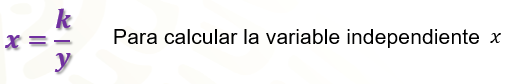 x = k/y Para calcular la variable independiente x